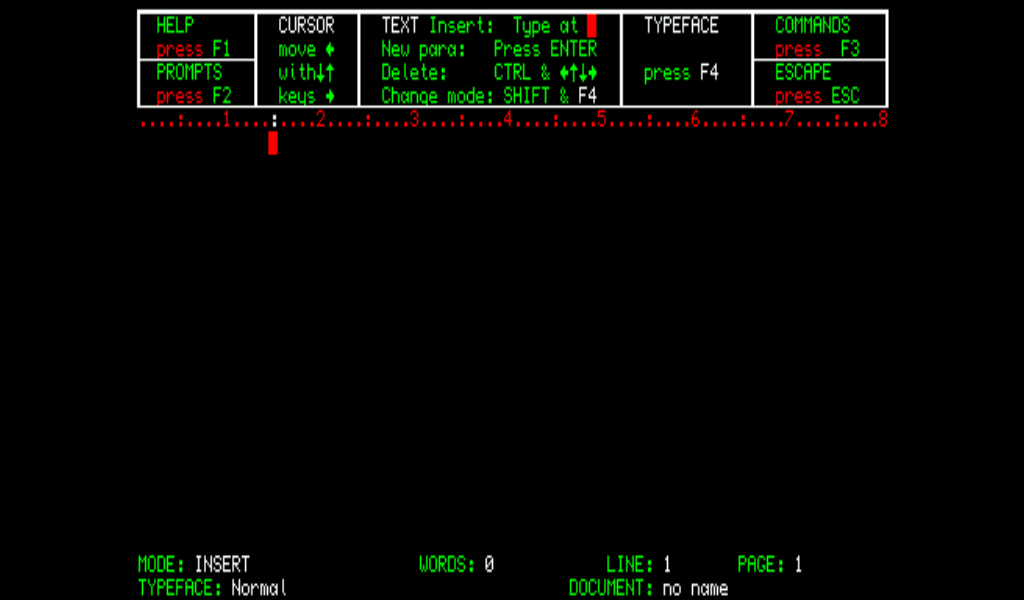 HELP CURSOR TEXT Insert: Type at TYPEFACE COMMANDS
press F1 move ← New para: Press ENTER press F3
PROMPTS with↓↑ Delete: CTRL & ←↑↓→ press F4 ESCAPE
press F2 keys → Change mode: SHIFT & F4 press ESC
....:....1....:....2....:....3....:....4....:....5....:....6....:....7....:....8
MODE: INSERT WORDS: 0 LINE: 1 PAGE: 1
TYPEFACE: Normal DOCUMENT: no name